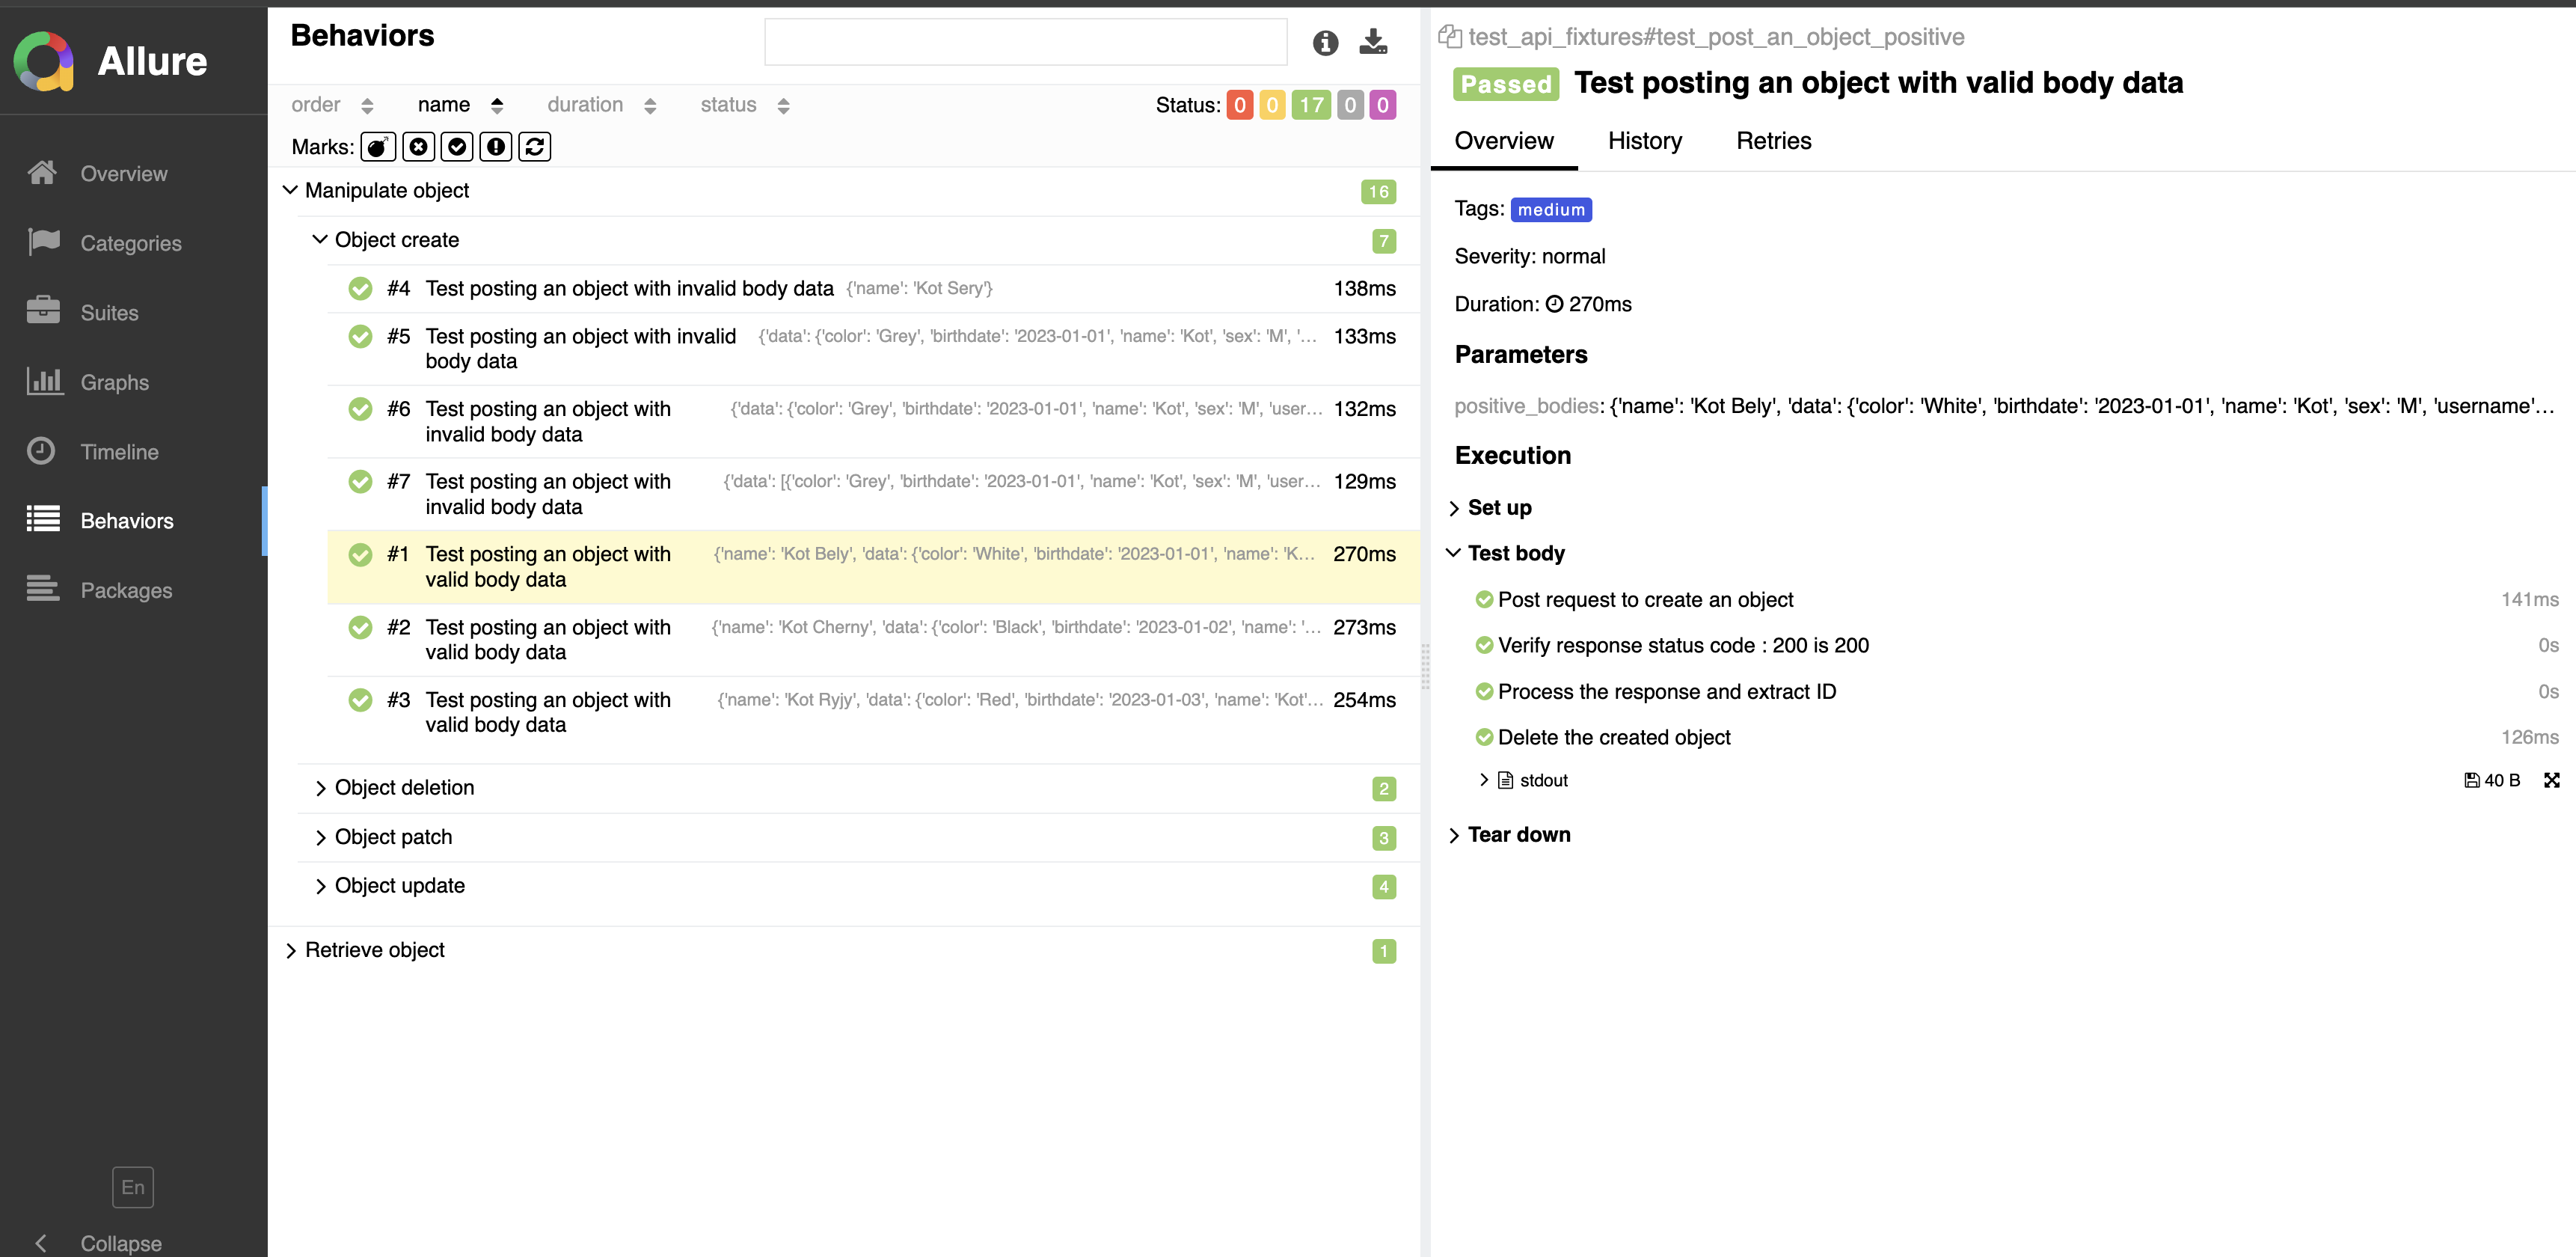 Allure
Overview
Categories
Suites
Graphs
Timeline
Behaviors
Packages
En
Collapse
Behaviors
order name duration status Status: 0 0 17 0 0
Marks:
Manipulate object 16
Object create 7
#4 Test posting an object with invalid body data {'name': 'Kot Sery'} 138ms
#5 Test posting an object with invalid {'data': {'color': 'Grey', 'birthdate': '2023-01-01', 'name': 'Kot', 'sex': 'M', '... 133ms
body data
#6 Test posting an object with {'data': {'color': 'Grey', 'birthdate': '2023-01-01', 'name': 'Kot', 'sex': 'M', 'user... 132ms
invalid body data
#7 Test posting an object with {'data': [{'color': 'Grey', 'birthdate': '2023-01-01', 'name': 'Kot', 'sex': 'M', 'user... 129ms
invalid body data
#1 Test posting an object with {'name': 'Kot Bely', 'data': {'color': 'White', 'birthdate': '2023-01-01', 'name': 'K... 270ms
valid body data
#2 Test posting an object with {'name': 'Kot Cherny', 'data': {'color': 'Black', 'birthdate': '2023-01-02', 'name': '... 273ms
valid body data
#3 Test posting an object with {'name': 'Kot Ryjy', 'data': {'color': 'Red', 'birthdate': '2023-01-03', 'name': 'Kot'... 254ms
valid body data
Object deletion 2
Object patch 3
Object update 4
Retrieve object 1
test_api_fixtures#test_post_an_object_positive
Passed Test posting an object with valid body data
Overview History Retries
Tags: medium
Severity: normal
Duration: 270ms
Parameters
positive_bodies: {'name': 'Kot Bely', 'data': {'color': 'White', 'birthdate': '2023-01-01', 'name': 'Kot', 'sex': 'M', 'username'...
Execution
Set up
Test body
Post request to create an object 141ms
Verify response status code : 200 is 200 0s
Process the response and extract ID 0s
Delete the created object 126ms
stdout 40 B
Tear down